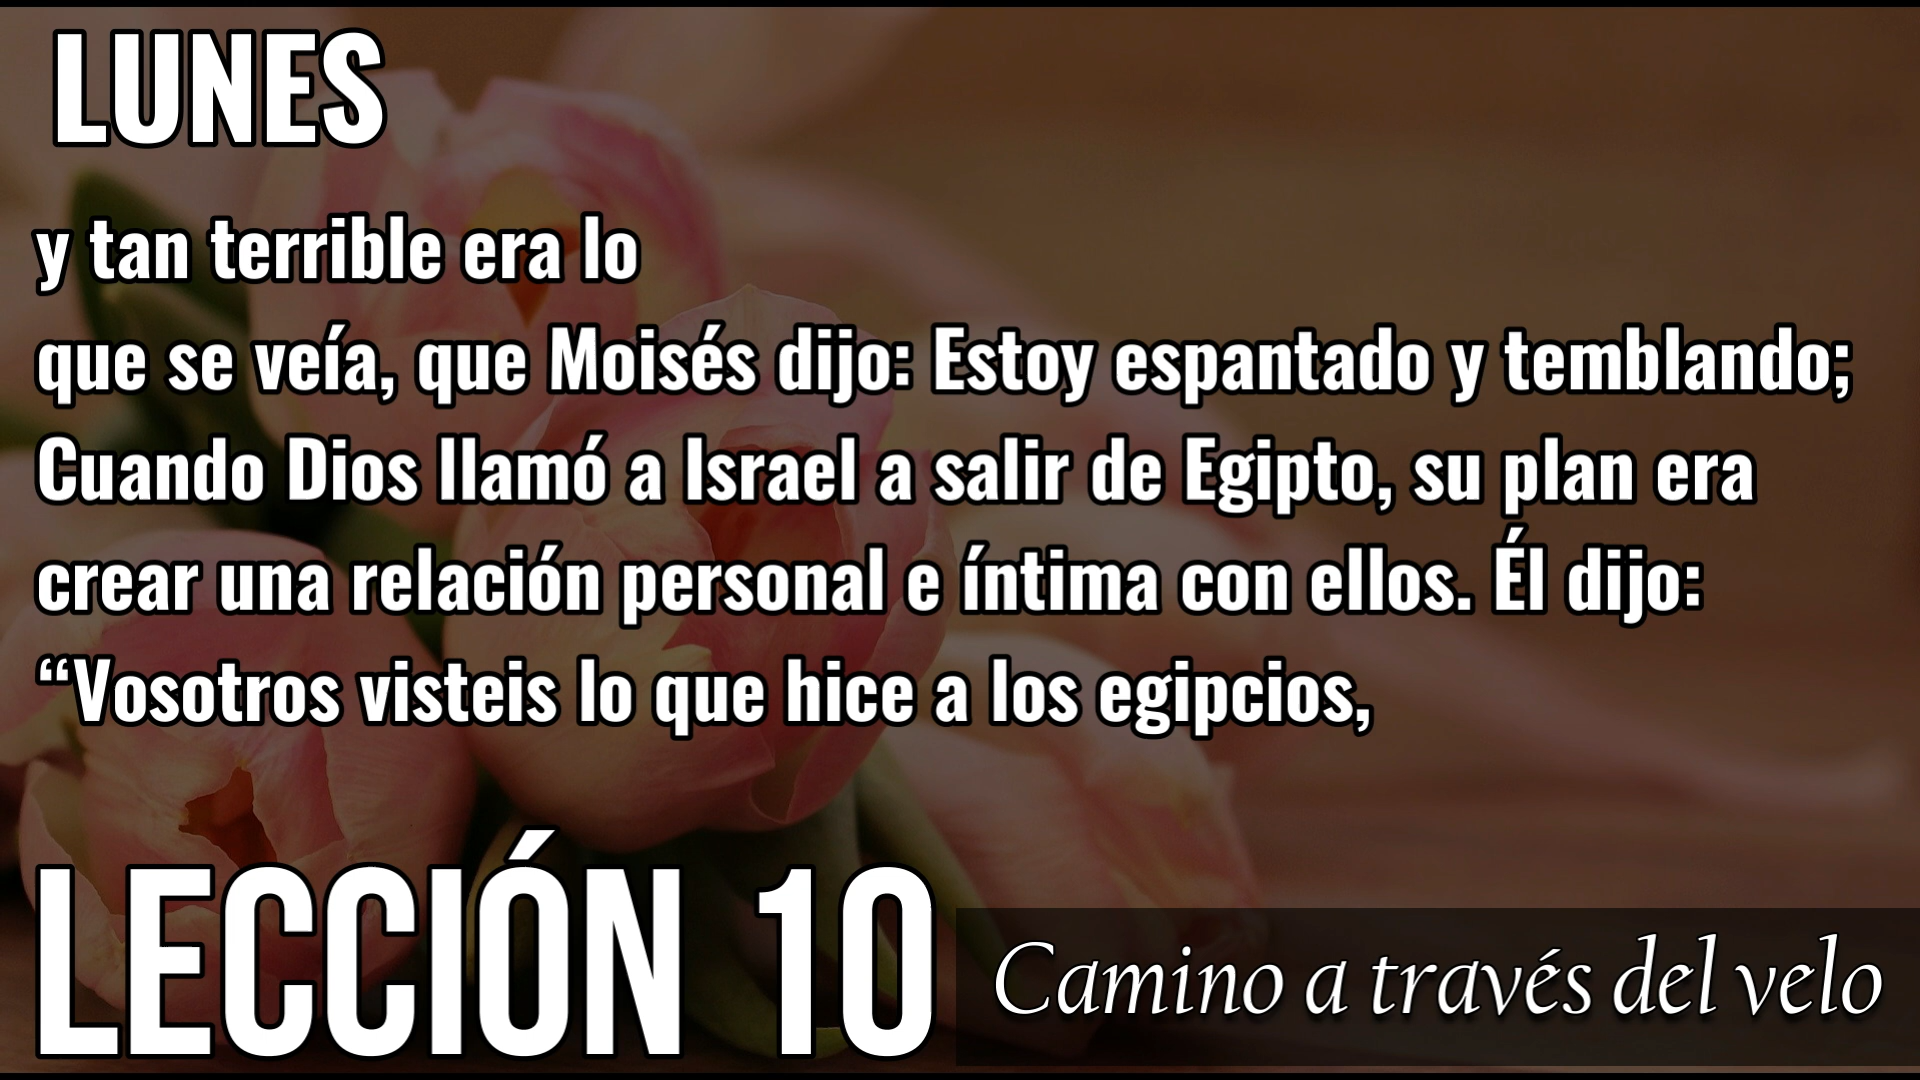 LUNES
y tan terrible era lo
que se veía, que Moisés dijo: Estoy espantado y temblando;
Cuando Dios llamó a Israel a salir de Egipto, su plan era
crear una relación personal e íntima con ellos. Él dijo:
“Vosotros visteis lo que hice a los egipcios,
LECCIÓN 10
Camino a través del velo